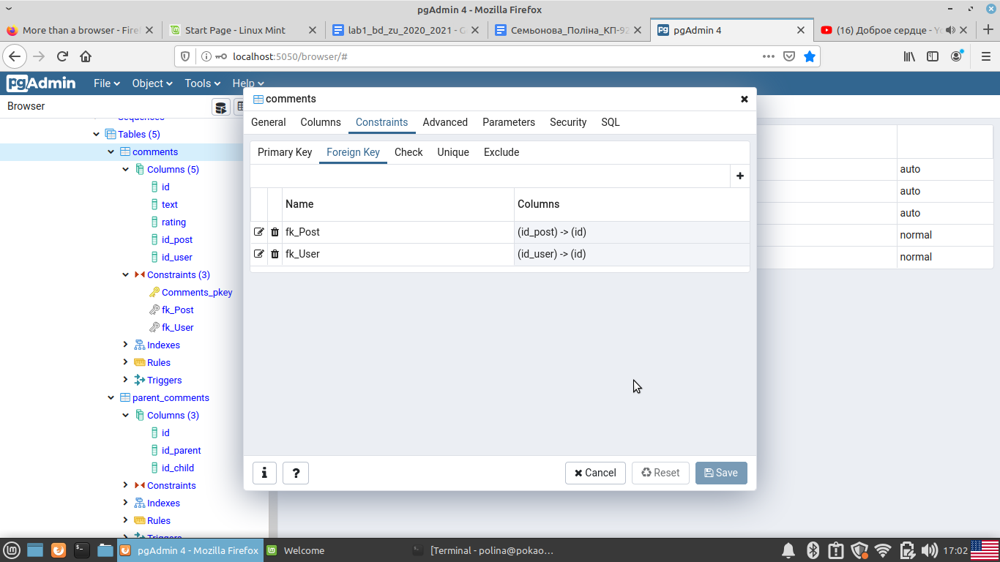 pgAdmin 4 - Mozilla Firefox
More than a browser - Fire
Start Page - Linux Mint
lab1_bd_zu_2020_2021 - G
Семьонова_Поліна_КП-92
pgAdmin 4
(16) Доброе сердце - Yo
localhost:5050/browser/#
pgAdmin File Object Tools Help
Browser
comments
General Columns Constraints Advanced Parameters Security SQL
Primary Key Foreign Key Check Unique Exclude
Name Columns
fk_Post (id_post) -> (id)
fk_User (id_user) -> (id)
Cancel Reset Save
Sequences
Tables (5)
comments
Columns (5)
id
text
rating
id_post
id_user
Constraints (3)
Comments_pkey
fk_Post
fk_User
Indexes
Rules
Triggers
parent_comments
Columns (3)
id
id_parent
id_child
Constraints
Indexes
Rules
Triggers
auto
auto
auto
normal
normal
pgAdmin 4 - Mozilla Firefox
Welcome
[Terminal - polina@pokao...
17:02